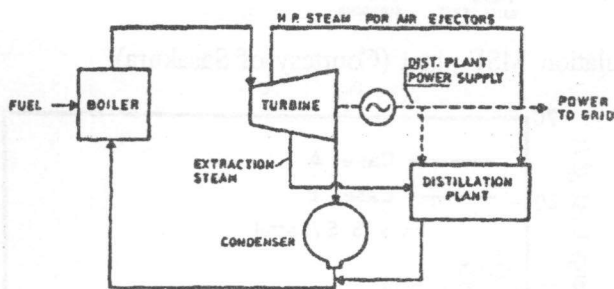 H.P. STEAM FOR AIR EJECTORS
DIST. PLANT
POWER SUPPLY
FUEL
BOILER
TURBINE
POWER
TO GRID
EXTRACTION
STEAM
DISTILLATION
PLANT
CONDENSER